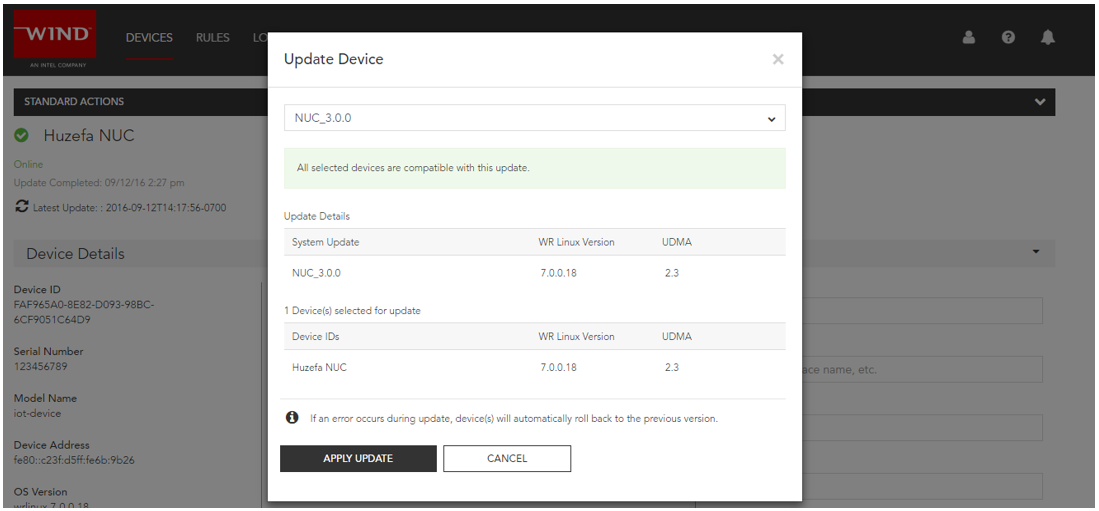 WIND
AN INTEL COMPANY
DEVICES
RULES
LO
Update Device
NUC_3.0.0
All selected devices are compatible with this update.
Update Details
System Update WR Linux Version UDMA
NUC_3.0.0 7.0.0.18 2.3
1 Device(s) selected for update
Device IDs WR Linux Version UDMA
Huzefa NUC 7.0.0.18 2.3
If an error occurs during update, device(s) will automatically roll back to the previous version.
APPLY UPDATE
CANCEL
STANDARD ACTIONS
Huzefa NUC
Online
Update Completed: 09/12/16 2:27 pm
Latest Update: : 2016-09-12T14:17:56-0700
Device Details
Device ID
FAF965A0-8E82-D093-98BC-
6CF9051C64D9
Serial Number
123456789
Model Name
iot-device
Device Address
fe80::c23f:d5ff:fe6b:9b26
OS Version
wrlinux 7.0.0.18
ace name, etc.